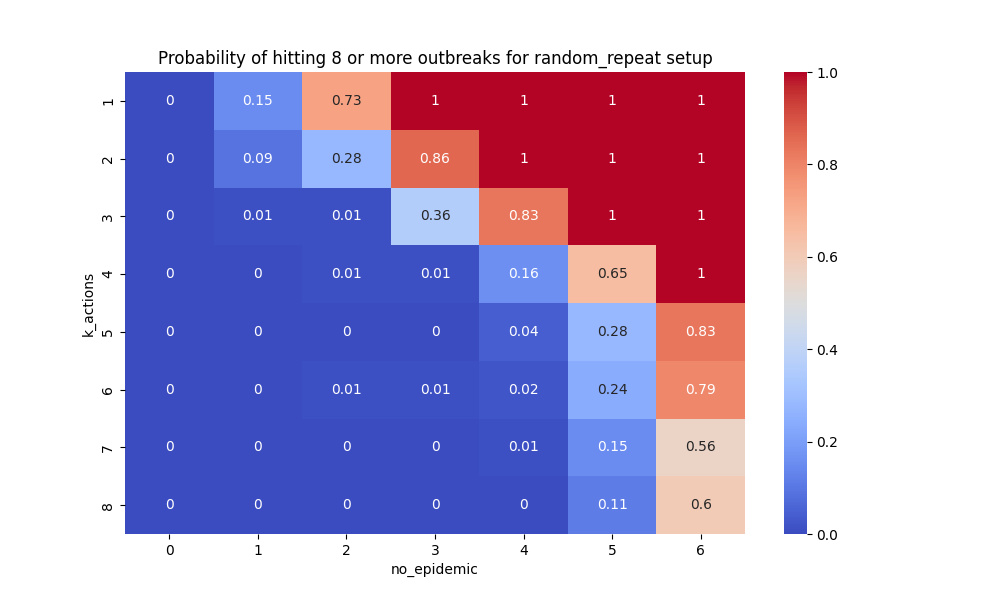 Probability of hitting 8 or more outbreaks for random_repeat setup
1 0 0.15 0.73 1 1 1 1
2 0 0.09 0.28 0.86 1 1 1
3 0 0.01 0.01 0.36 0.83 1 1
4 0 0 0.01 0.01 0.16 0.65 1
5 0 0 0 0 0.04 0.28 0.83
6 0 0 0.01 0.01 0.02 0.24 0.79
7 0 0 0 0 0.01 0.15 0.56
8 0 0 0 0 0 0.11 0.6
0 1 2 3 4 5 6
no_epidemic
k_actions
1.0
0.8
0.6
0.4
0.2
0.0